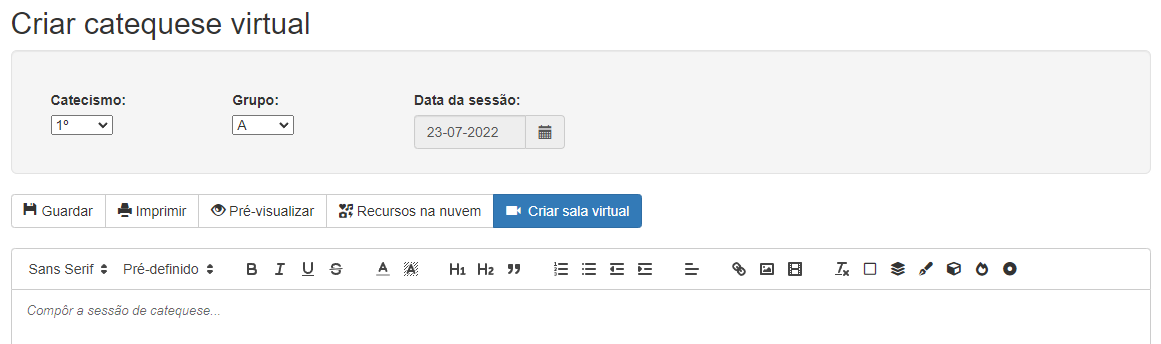 Criar catequese virtual
Catecismo: Grupo: Data da sessão:
1º A 23-07-2022
Guardar Imprimir Pré-visualizar Recursos na nuvem Criar sala virtual
Sans Serif Pré-definido B I U S A A H1 H2
Compôr a sessão de catequese...